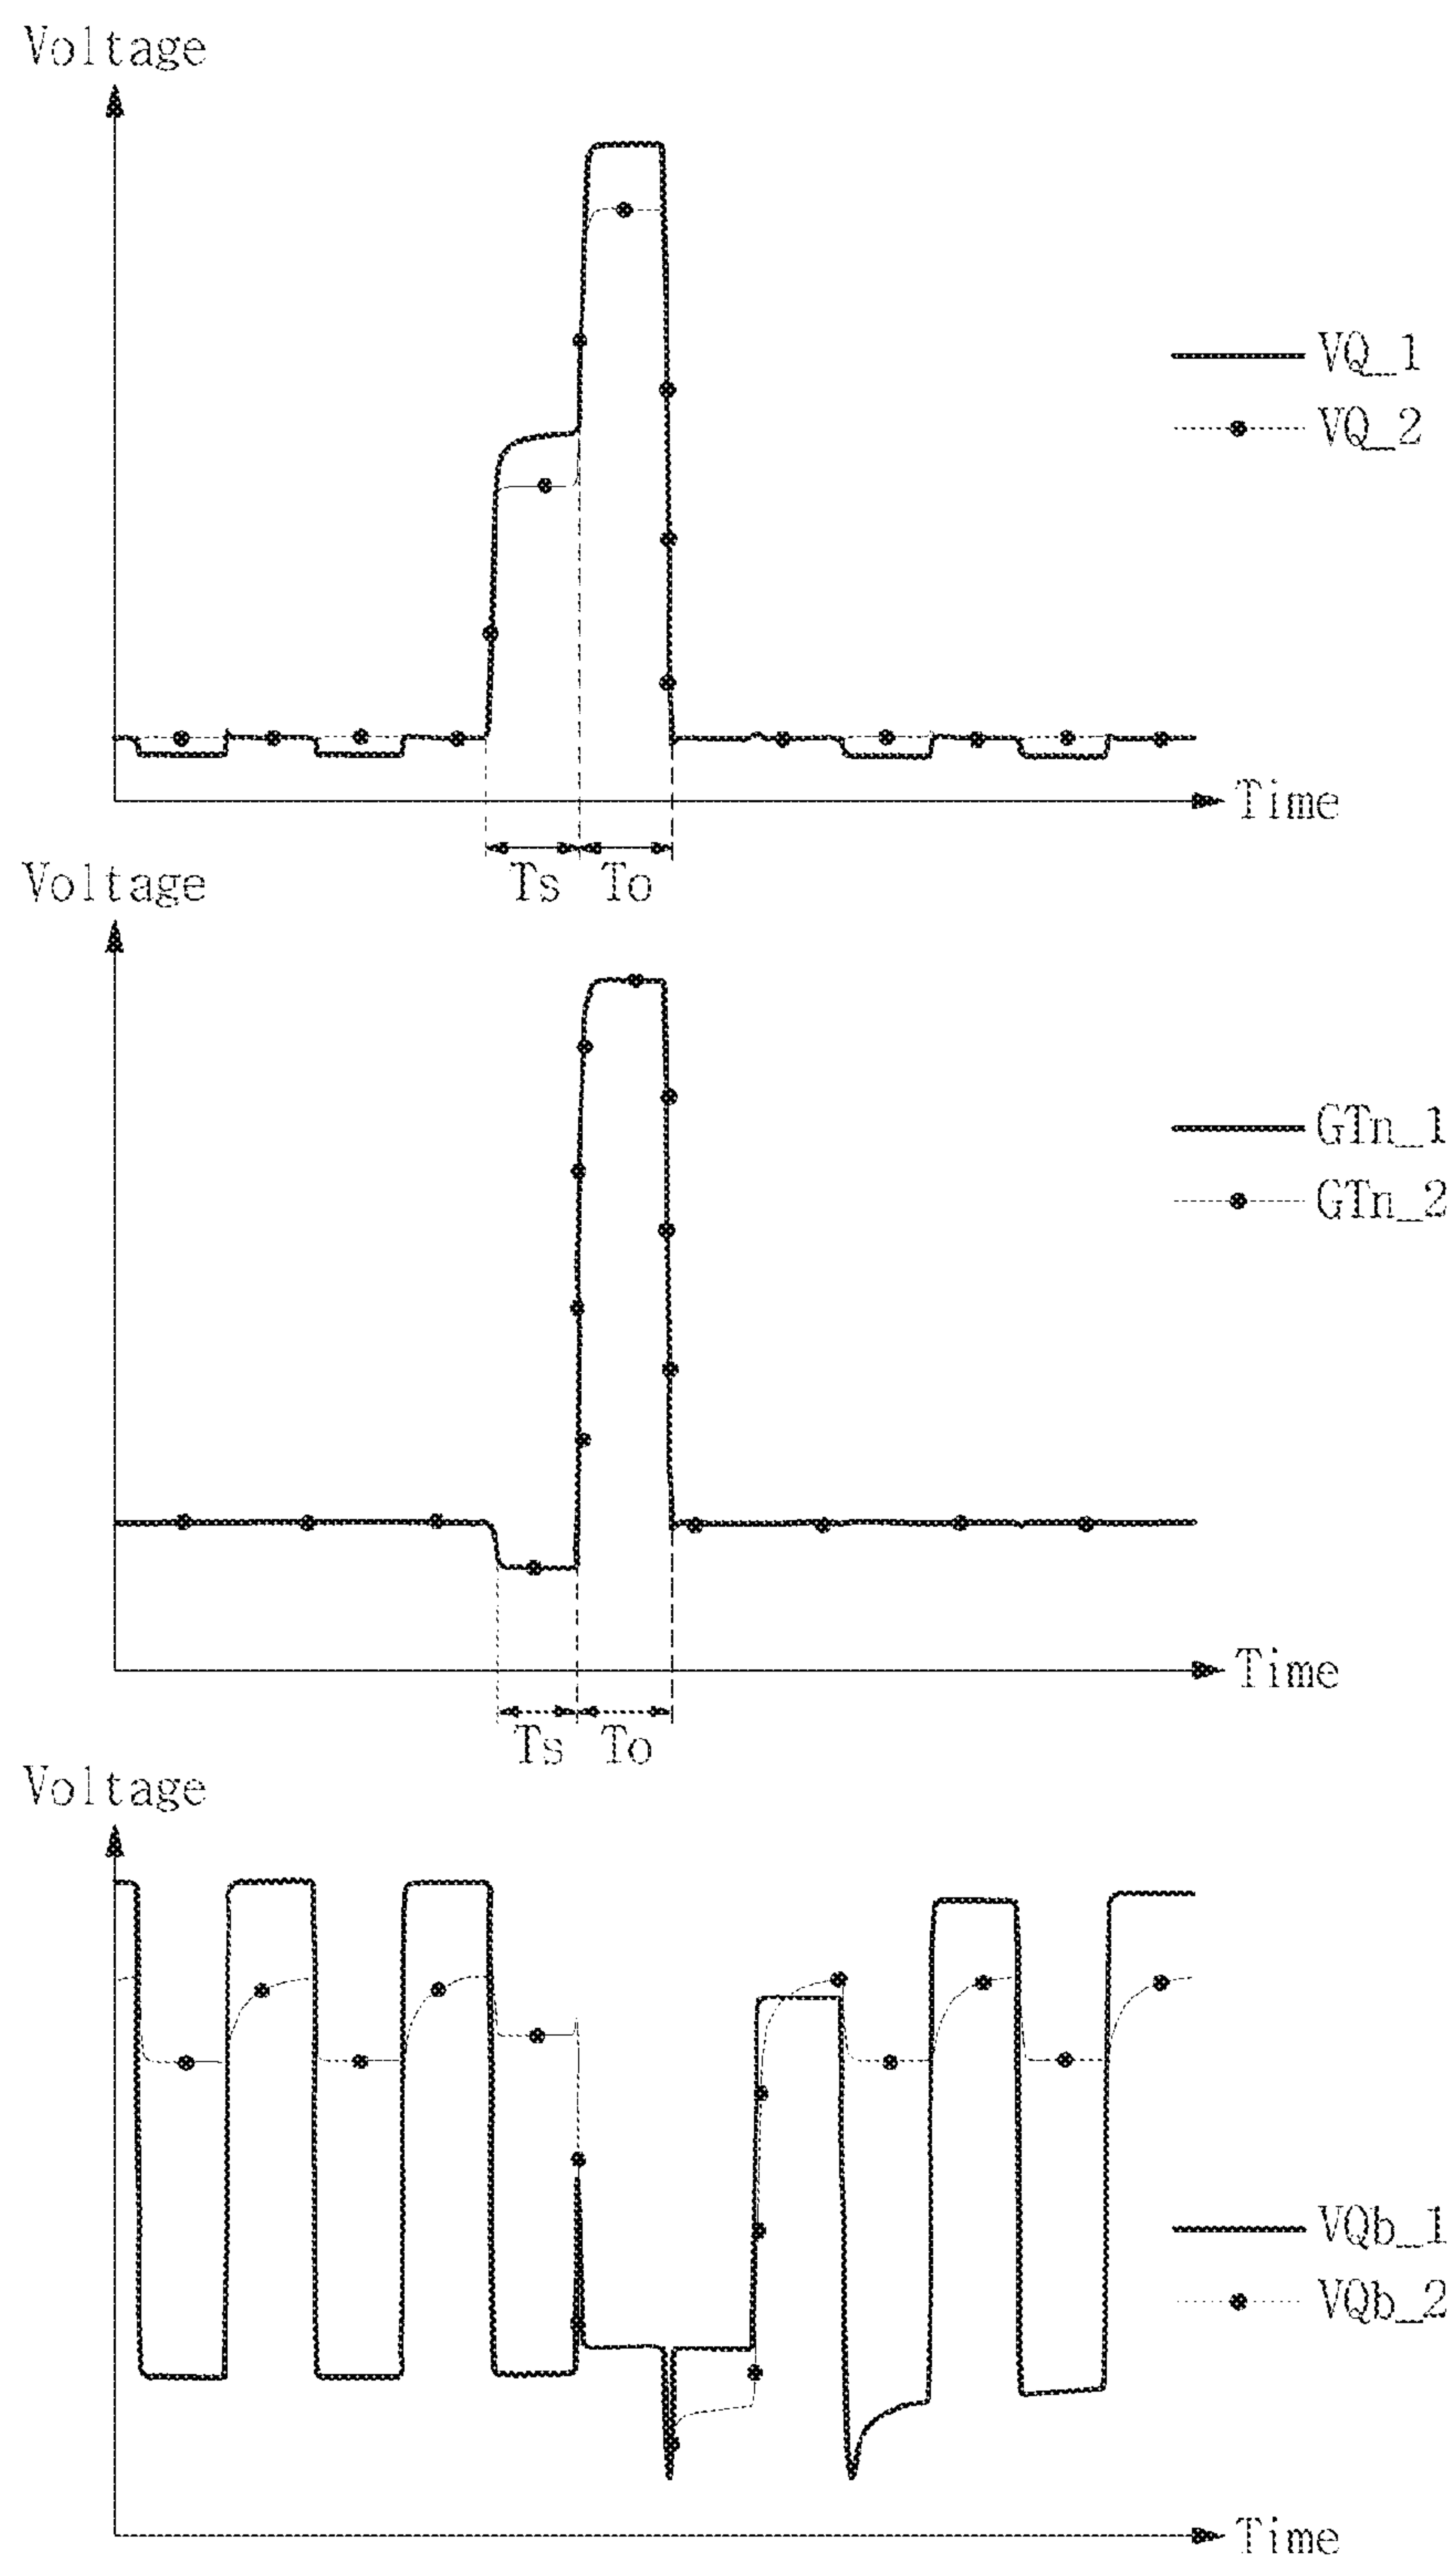 Voltage
VQ_1
VQ_2
Time
Ts To
Voltage
GTn_1
GTn_2
Time
Ts To
Voltage
VQb_1
VQb_2
Time